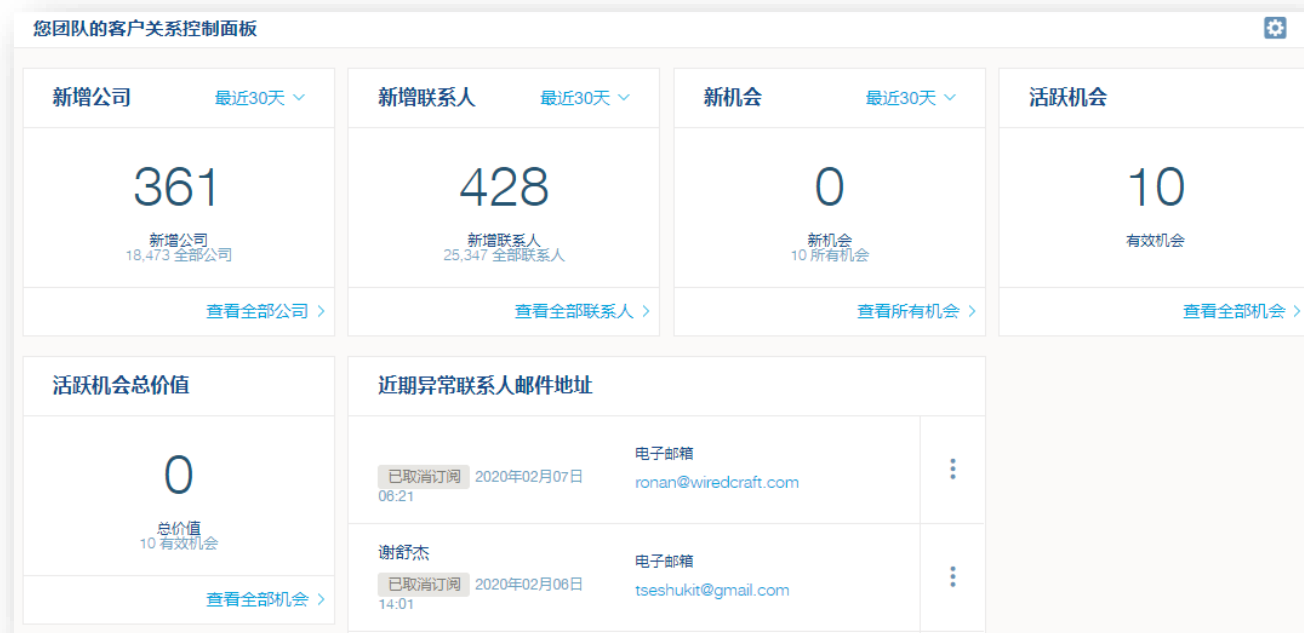 您团队的客户关系控制面板
新增公司
最近30天
361
新增公司
18,473 全部公司
查看全部公司
新增联系人
最近30天
428
新增联系人
25,347 全部联系人
查看全部联系人
新机会
最近30天
0
新机会
10 所有机会
查看所有机会
活跃机会
10
有效机会
查看全部机会
活跃机会总价值
0
总价值
10 有效机会
查看全部机会
近期异常联系人邮件地址
已取消订阅 2020年02月07日
06:21
电子邮箱
ronan@wiredcraft.com
谢舒杰
已取消订阅 2020年02月06日
14:01
电子邮箱
tseshukit@gmail.com